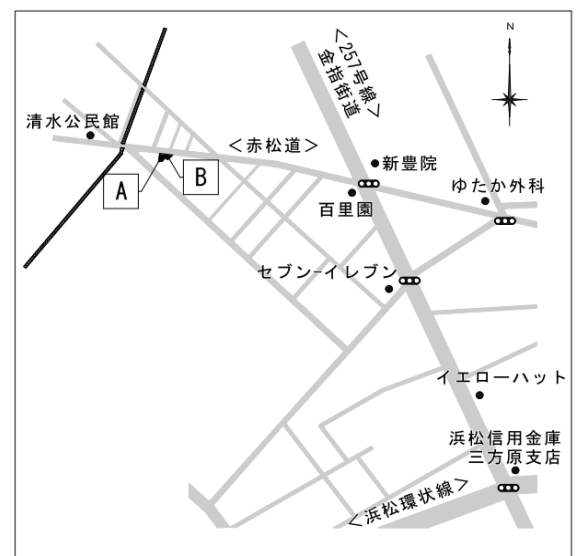 N
<257号線>
金指街道
清水公民館
<赤松道>
新豊院
A
B
ゆたか外科
百里園
セブン-イレブン
イエローハット
浜松信用金庫
三方原支店
<浜松環状線>